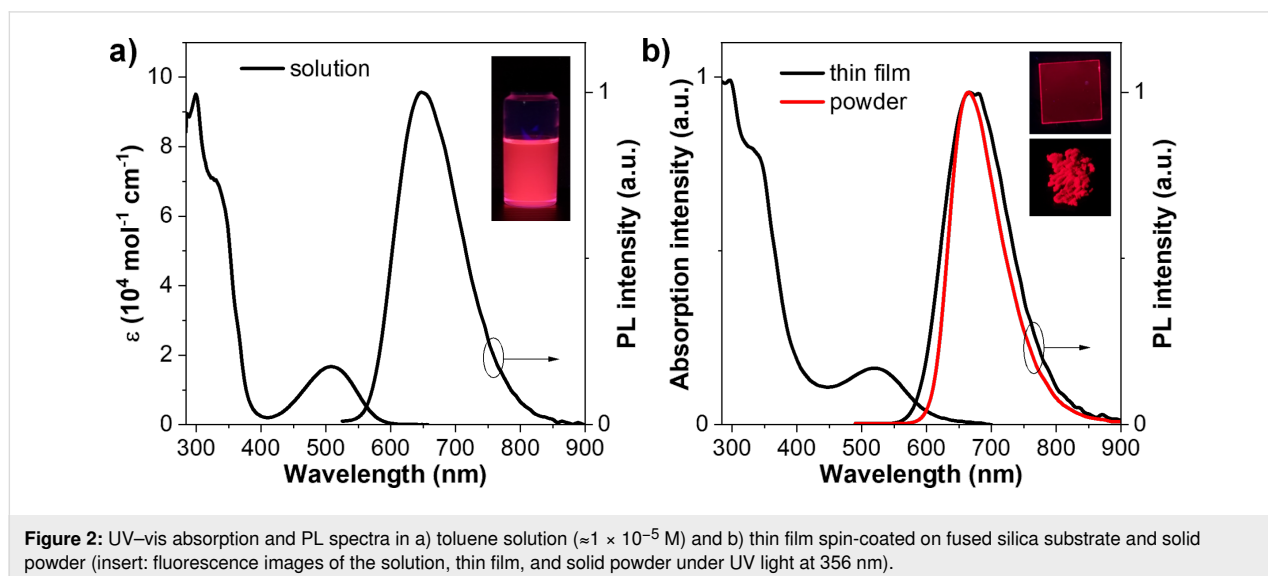 a)
solution
ε (10⁴ mol⁻¹ cm⁻¹)
10
8
6
4
2
0
1
0
PL intensity (a.u.)
300 400 500 600 700 800 900
Wavelength (nm)
b)
thin film
powder
Absorption intensity (a.u.)
1
0
1
0
PL intensity (a.u.)
300 400 500 600 700 800 900
Wavelength (nm)
Figure 2: UV–vis absorption and PL spectra in a) toluene solution (≈1 × 10⁻⁵ M) and b) thin film spin-coated on fused silica substrate and solid
powder (insert: fluorescence images of the solution, thin film, and solid powder under UV light at 356 nm).